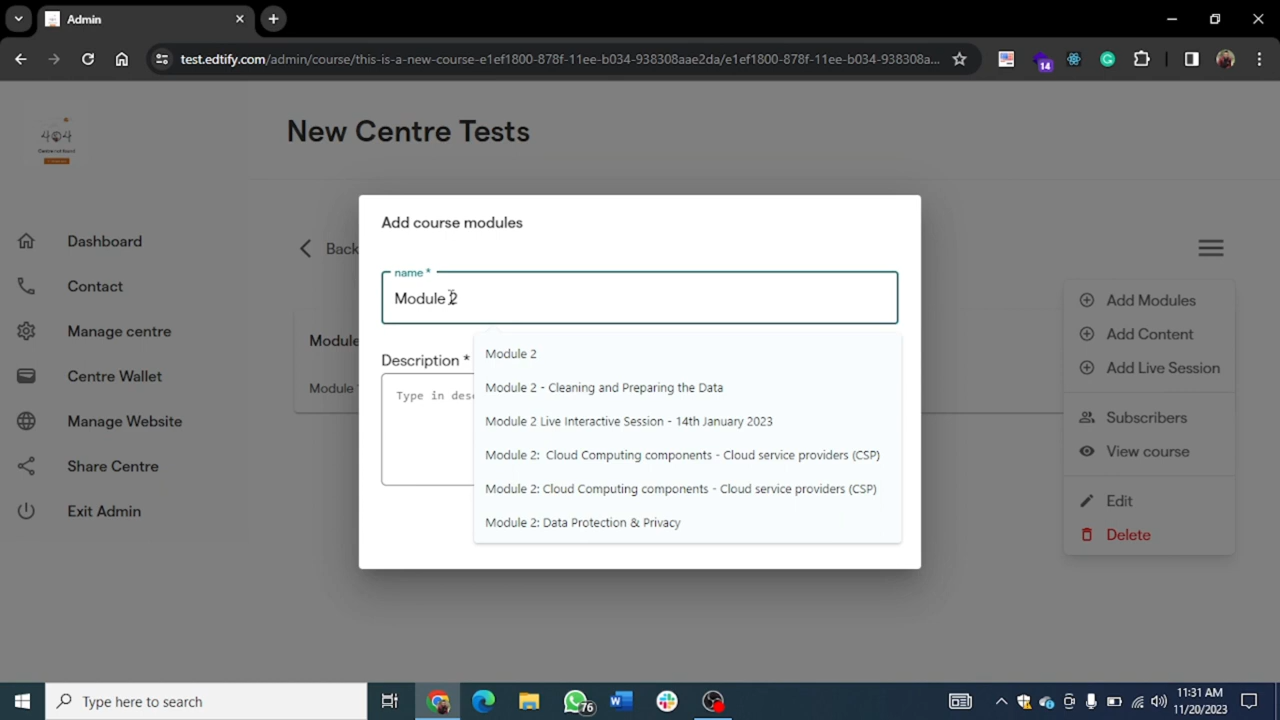 Admin
test.edtify.com/admin/course/this-is-a-new-course-e1ef1800-878f-11ee-b034-938308aae2da/e1ef1800-878f-11ee-b034-938308a...
14
404
New Centre Tests
Dashboard
Contact
Manage centre
Centre Wallet
Manage Website
Share Centre
Exit Admin
Back
Module
Module
Add course modules
name *
Module 2
Description *
Type in desc
Module 2
Module 2 - Cleaning and Preparing the Data
Module 2 Live Interactive Session - 14th January 2023
Module 2:  Cloud Computing components - Cloud service providers (CSP)
Module 2: Cloud Computing components - Cloud service providers (CSP)
Module 2: Data Protection & Privacy
Add Modules
Add Content
Add Live Session
Subscribers
View course
Edit
Delete
Type here to search
76
11:31 AM
11/20/2023